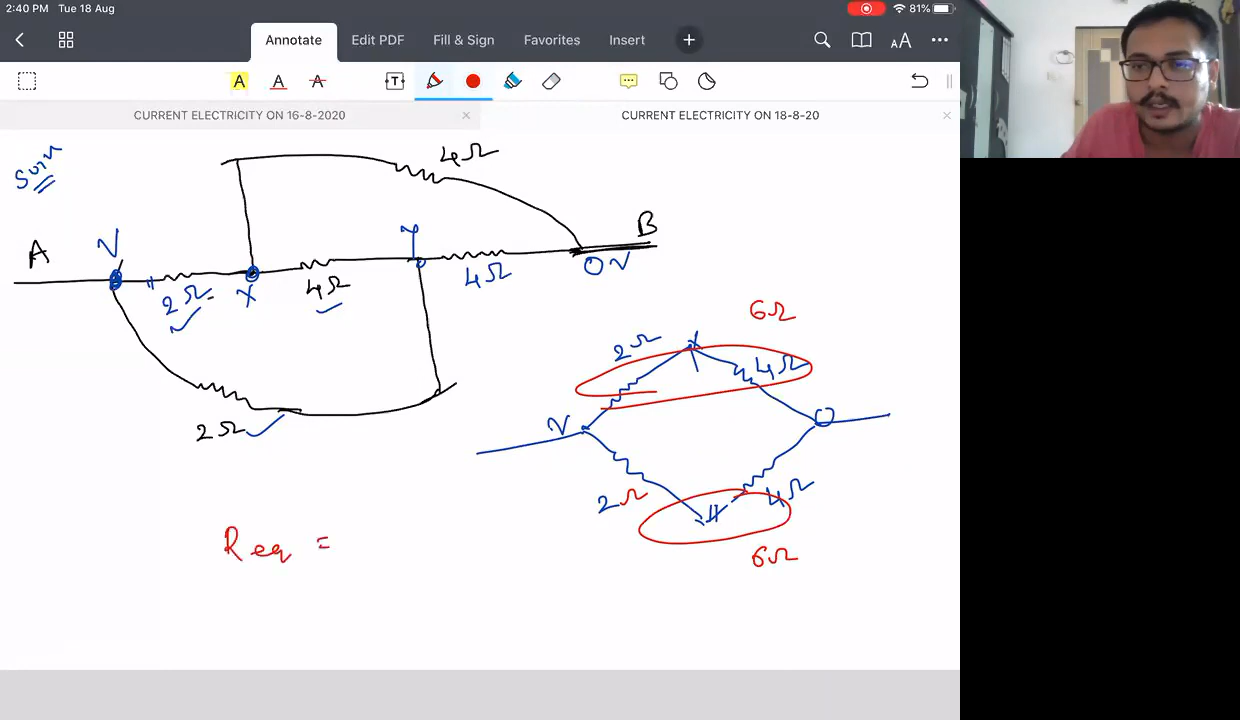 2:40 PM Tue 18 Aug
81%
Annotate
Edit PDF
Fill & Sign
Favorites
Insert
AA
A
A
A
T
CURRENT ELECTRICITY ON 16-8-2020
CURRENT ELECTRICITY ON 18-8-20
4Ω
A
V
Y
B
2Ω
X
4Ω
4Ω
0V
2Ω
6Ω
2Ω
X
4Ω
V
0
2Ω
Y
4Ω
6Ω
Req =